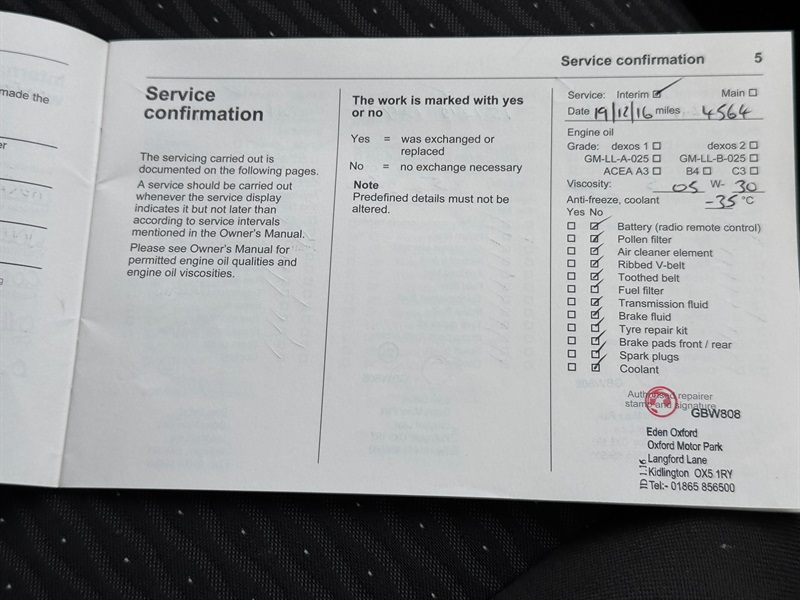 made the
er
Service confirmation 5
Service
confirmation
The servicing carried out is
documented on the following pages.
A service should be carried out
whenever the service display
indicates it but not later than
according to service intervals
mentioned in the Owner's Manual.
Please see Owner's Manual for
permitted engine oil qualities and
engine oil viscosities.
The work is marked with yes
or no
Yes = was exchanged or
replaced
No = no exchange necessary
Note
Predefined details must not be
altered.
Service: Interim Main
Date 19/12/16 miles 4564
Engine oil
Grade: dexos 1 dexos 2
GM-LL-A-025 GM-LL-B-025
ACEA A3 B4 C3
Viscosity: 05 W- 30
Anti-freeze, coolant -35 °C
Yes No
Battery (radio remote control)
Pollen filter
Air cleaner element
Ribbed V-belt
Toothed belt
Fuel filter
Transmission fluid
Brake fluid
Tyre repair kit
Brake pads front / rear
Spark plugs
Coolant
Authorised repairer
stamp and signature
GBW808
Eden Oxford
Oxford Motor Park
Langford Lane
Kidlington OX5 1RY
Tel:- 01865 856500